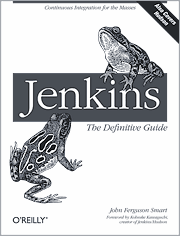 Continuous Integration for the Masses
Also Covers
Hudson
Jenkins
The Definitive Guide
John Ferguson Smart
O'REILLY®
Foreword by Kohsuke Kawaguchi,
creator of Jenkins/Hudson